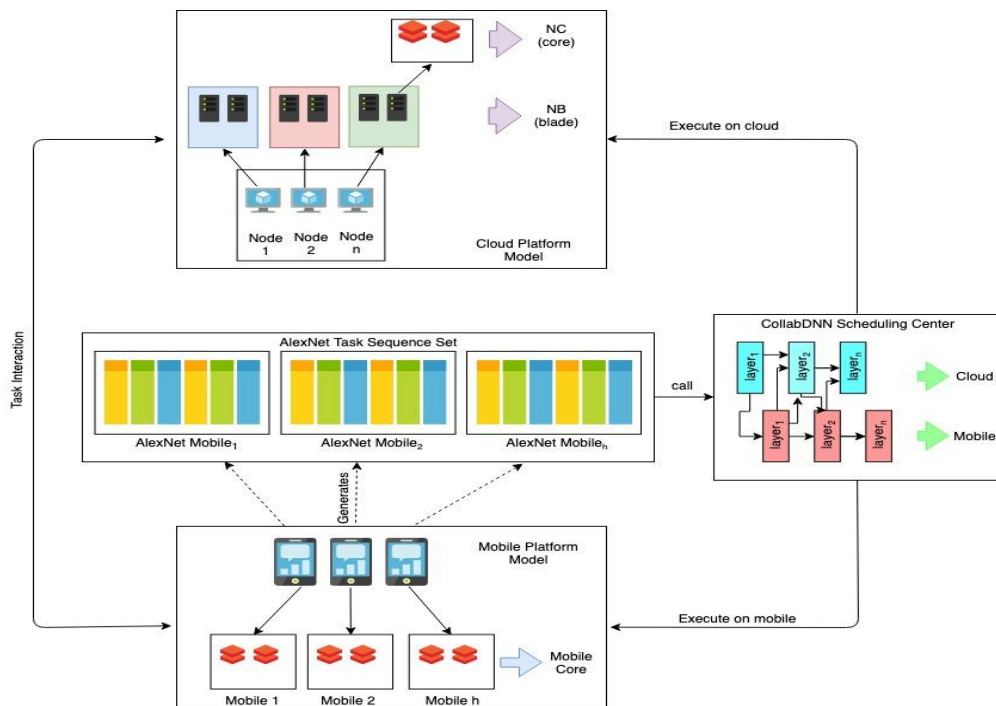 NC
(core)
NB
(blade)
Node
1
Node
2
Node
n
Cloud Platform
Model
Execute on cloud
Task Interaction
AlexNet Task Sequence Set
AlexNet Mobile₁
AlexNet Mobile₂
AlexNet Mobileₕ
call
CollabDNN Scheduling Center
layer₁
layer₂
layerₙ
Cloud
layer₁
layer₂
layerₙ
Mobile
Generates
Mobile Platform
Model
Execute on mobile
Mobile 1
Mobile 2
Mobile h
Mobile
Core